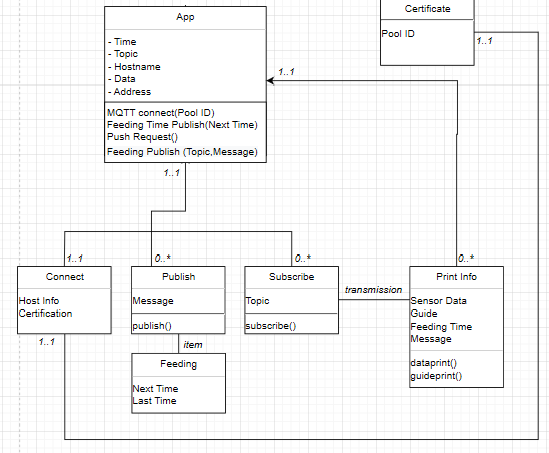 App
- Time
- Topic
- Hostname
- Data
- Address
MQTT connect(Pool ID)
Feeding Time Publish(Next Time)
Push Request()
Feeding Publish (Topic,Message)
1..1
Certificate
Pool ID
1..1
1..1
1..1
0..*
0..*
0..*
Connect
Host Info
Certification
1..1
Publish
Message
publish()
item
Feeding
Next Time
Last Time
Subscribe
Topic
subscribe()
transmission
Print Info
Sensor Data
Guide
Feeding Time
Message
dataprint()
guideprint()